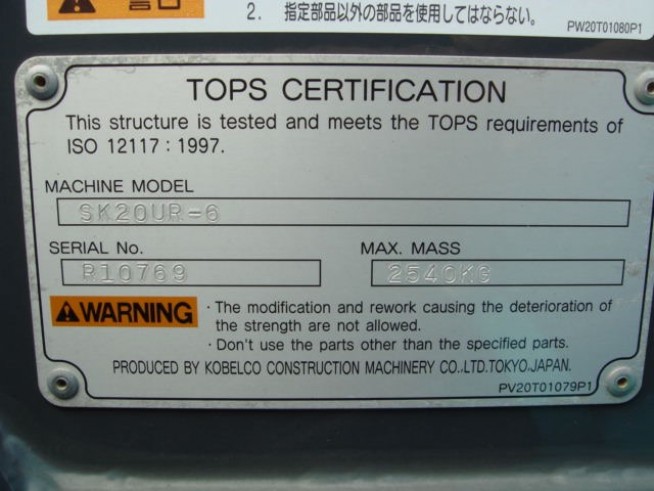 경고
2. 指定部品以外の部品を使用してはならない。
PW20T01080P1
TOPS CERTIFICATION
This structure is tested and meets the TOPS requirements of
ISO 12117 : 1997.
MACHINE MODEL
SK20UR-6
SERIAL No.
MAX. MASS
R10769
2540KG
WARNING
· The modification and rework causing the deterioration of
the strength are not allowed.
· Don't use the parts other than the specified parts.
PRODUCED BY KOBELCO CONSTRUCTION MACHINERY CO.,LTD.TOKYO.JAPAN.
PV20T01079P1